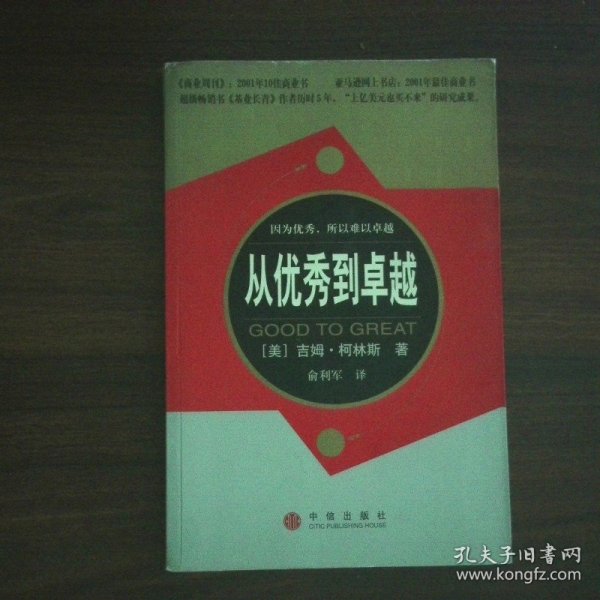 《商业周刊》：2001年10佳商业书 亚马逊网上书店：2001年最佳商业书
超级畅销书《基业长青》作者历时5年，“上亿美元也买不来”的研究成果。
因为优秀，所以难以卓越
从优秀到卓越
GOOD TO GREAT
［美］吉姆·柯林斯 著
俞利军 译
中信出版社
CITIC PUBLISHING HOUSE
孔夫子旧书网
www.kongfz.com